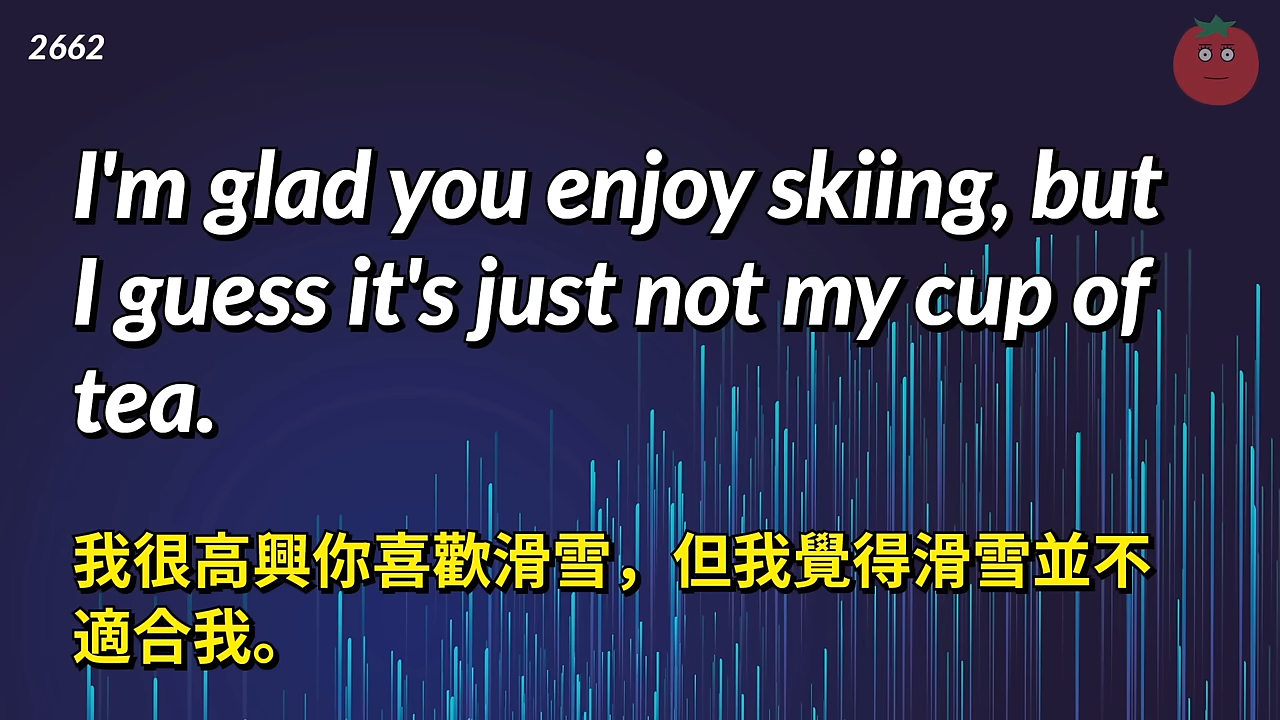 2662
I'm glad you enjoy skiing, but
I guess it's just not my cup of
tea.
我很高興你喜歡滑雪，但我覺得滑雪並不
適合我。